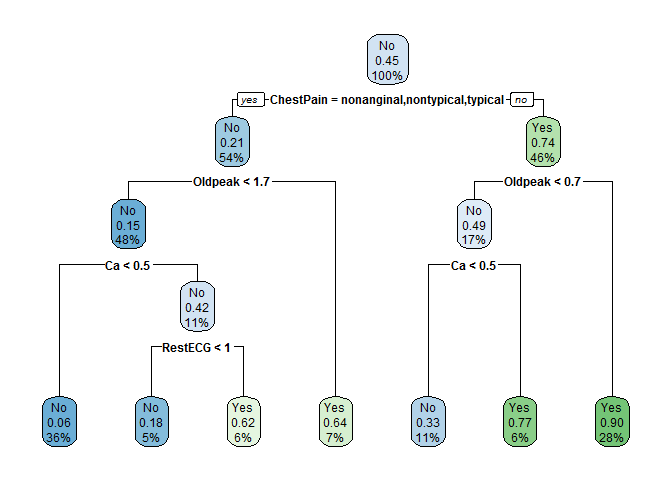 No
0.45
100%
yes
ChestPain = nonanginal,nontypical,typical
no
No
0.21
54%
Yes
0.74
46%
Oldpeak < 1.7
Oldpeak < 0.7
No
0.15
48%
No
0.49
17%
Ca < 0.5
Ca < 0.5
No
0.42
11%
RestECG < 1
No
0.06
36%
No
0.18
5%
Yes
0.62
6%
Yes
0.64
7%
No
0.33
11%
Yes
0.77
6%
Yes
0.90
28%